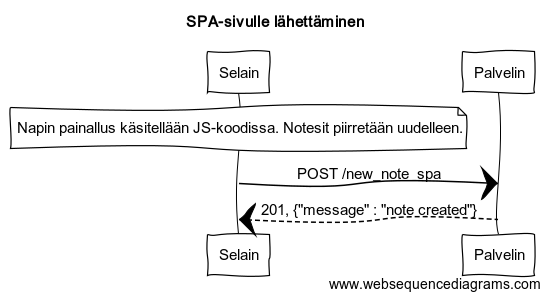 SPA-sivulle lähettäminen
Selain
Palvelin
Napin painallus käsitellään JS-koodissa. Notesit piirretään uudelleen.
POST /new_note_spa
201, {"message" : "note created"}
Selain
Palvelin
www.websequencediagrams.com